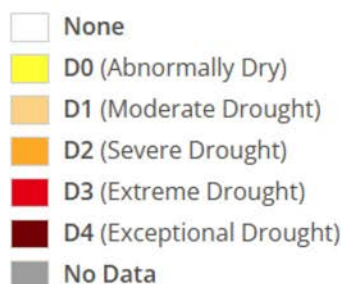 None
D0 (Abnormally Dry)
D1 (Moderate Drought)
D2 (Severe Drought)
D3 (Extreme Drought)
D4 (Exceptional Drought)
No Data